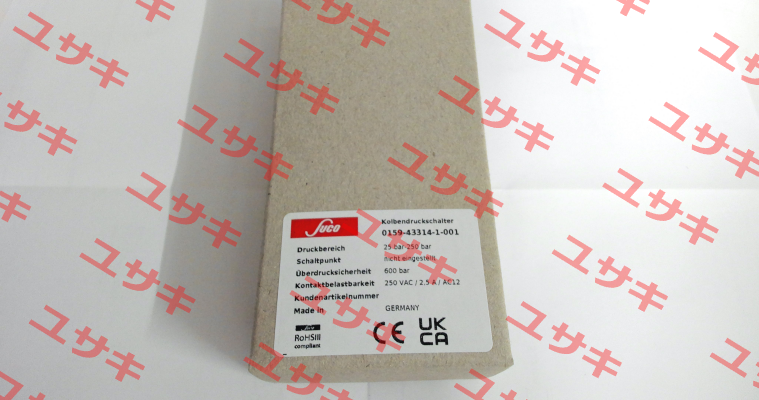 Suco
Kolbendruckschalter
0159-43314-1-001
Druckbereich 25 bar-250 bar
Schaltpunkt nicht eingestellt
Überdrucksicherheit 600 bar
Kontaktbelastbarkeit 250 VAC / 2,5 A / AC12
Kundenartikelnummer
Made in GERMANY
RoHSIII
compliant
CE UK
CA
ユサキ